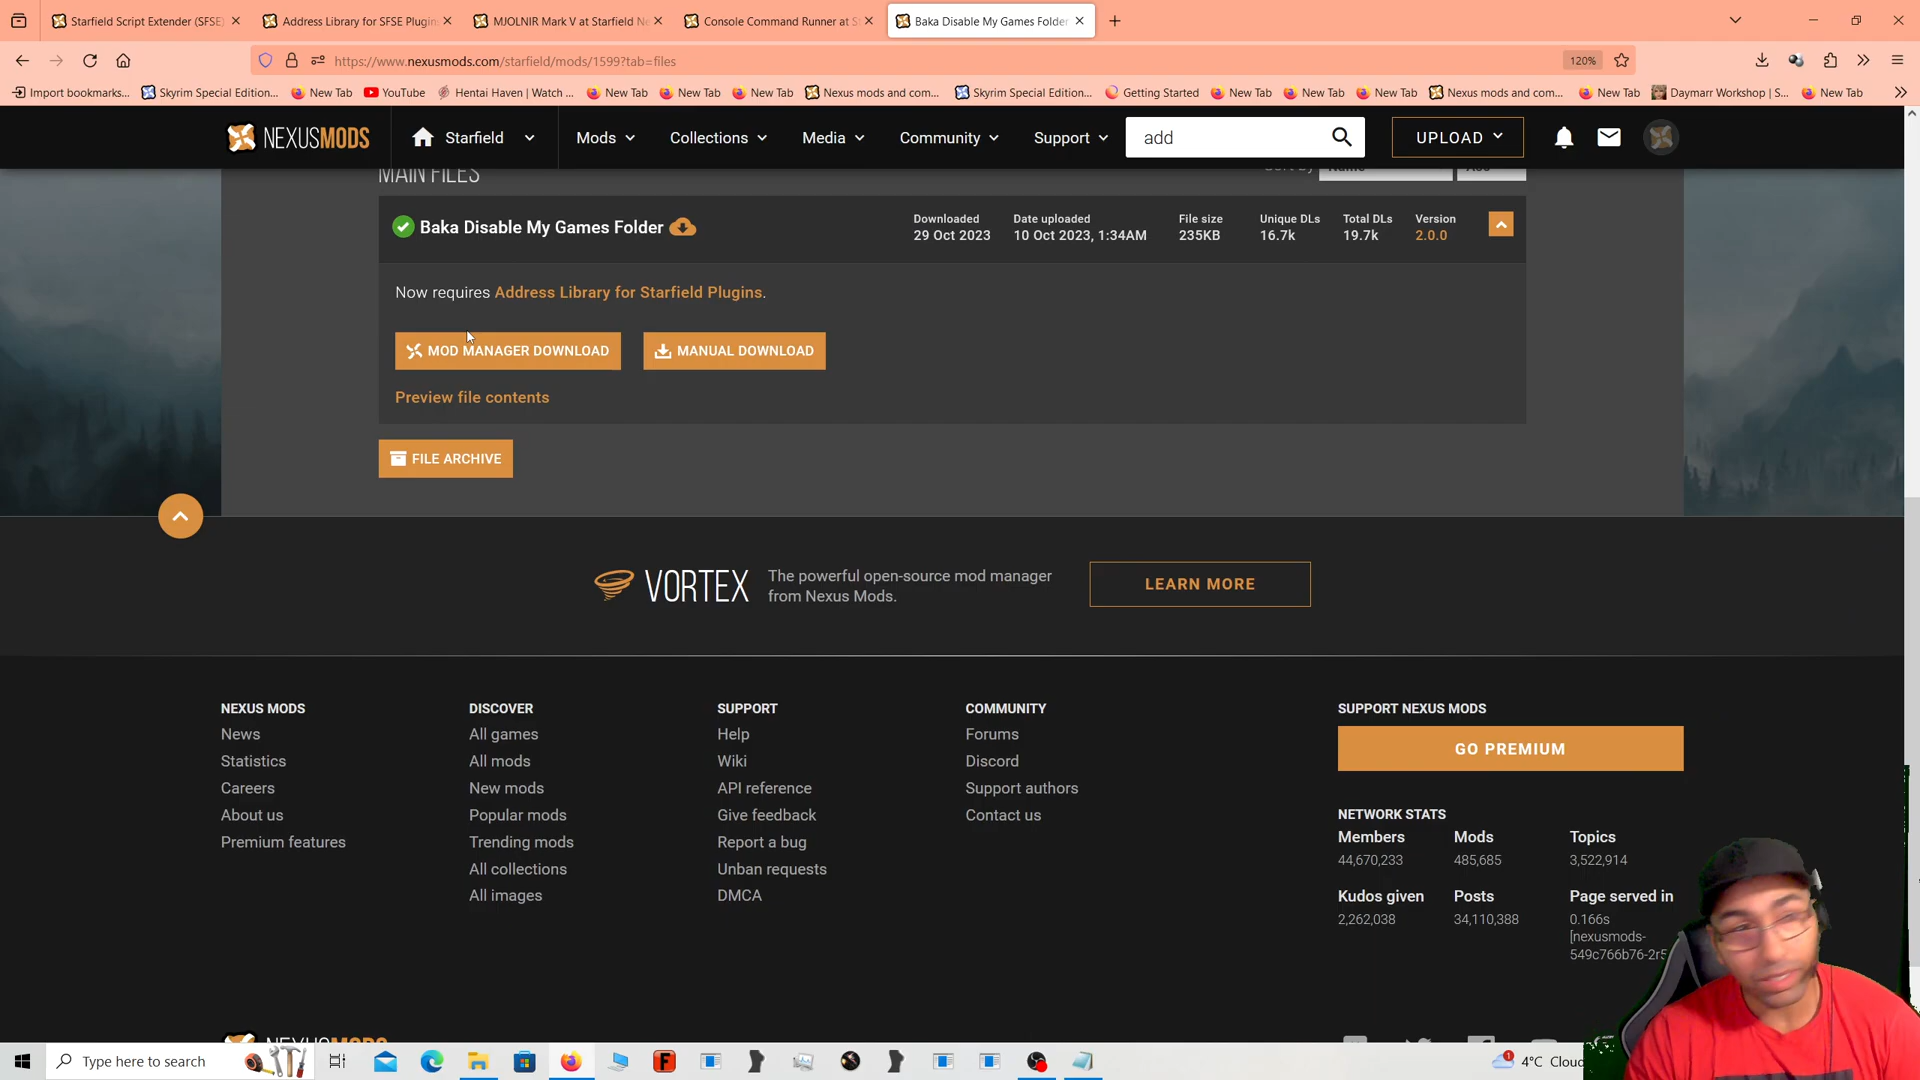 Starfield Script Extender (SFSE)
Address Library for SFSE Plugin
MJOLNIR Mark V at Starfield Ne
Console Command Runner at S
Baka Disable My Games Folder
https://www.nexusmods.com/starfield/mods/1599?tab=files
120%
Import bookmarks...
Skyrim Special Edition...
New Tab
YouTube
Hentai Haven | Watch ...
New Tab
New Tab
New Tab
Nexus mods and com...
Skyrim Special Edition...
Getting Started
New Tab
New Tab
New Tab
Nexus mods and com...
New Tab
Daymarr Workshop | S...
New Tab
NEXUSMODS
Starfield
Mods
Collections
Media
Community
Support
add
UPLOAD
MAIN FILES
Sort by
Name
Asc
Baka Disable My Games Folder
Downloaded
29 Oct 2023
Date uploaded
10 Oct 2023, 1:34AM
File size
235KB
Unique DLs
16.7k
Total DLs
19.7k
Version
2.0.0
Now requires Address Library for Starfield Plugins.
MOD MANAGER DOWNLOAD
MANUAL DOWNLOAD
Preview file contents
FILE ARCHIVE
VORTEX
The powerful open-source mod manager
from Nexus Mods.
LEARN MORE
NEXUS MODS
News
Statistics
Careers
About us
Premium features
DISCOVER
All games
All mods
New mods
Popular mods
Trending mods
All collections
All images
SUPPORT
Help
Wiki
API reference
Give feedback
Report a bug
Unban requests
DMCA
COMMUNITY
Forums
Discord
Support authors
Contact us
SUPPORT NEXUS MODS
GO PREMIUM
NETWORK STATS
Members
44,670,233
Mods
485,685
Topics
3,522,914
Kudos given
2,262,038
Posts
34,110,388
Page served in
0.166s
[nexusmods-
549c766b76-2r5
NEXUSMODS
Type here to search
1
4°C Cloud